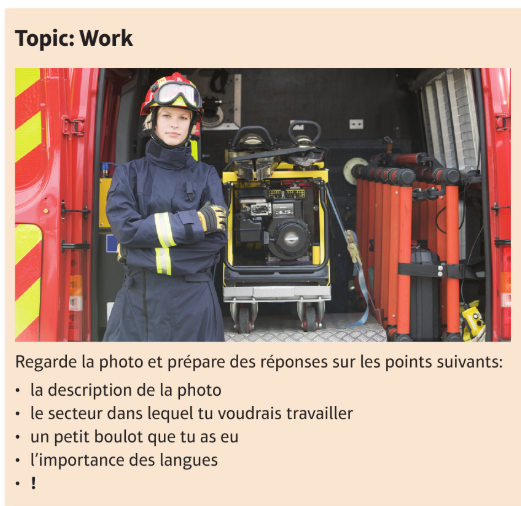 Topic: Work
Regarde la photo et prépare des réponses sur les points suivants:
• la description de la photo
• le secteur dans lequel tu voudrais travailler
• un petit boulot que tu as eu
• l’importance des langues
• !